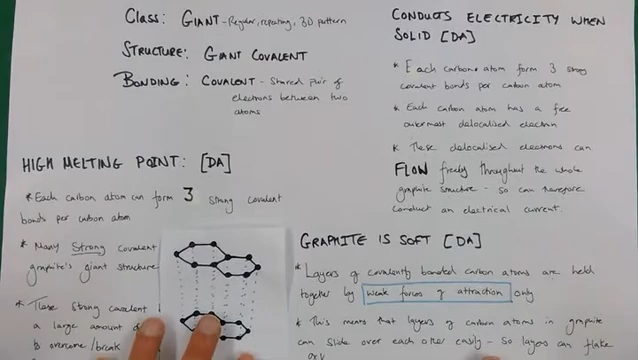 Class: GIANT - Regular, repeating, 3D pattern
STRUCTURE: GIANT COVALENT
BONDING: COVALENT - Shared pair of
electrons between two
atoms
HIGH MELTING POINT: [DA]
* Each carbon atom can form 3 strong covalent
bonds per carbon atom
* Many Strong covalent
graphite's giant structure
* These strong covalent
a large amount
to overcome/break
CONDUCTS ELECTRICITY WHEN
SOLID [DA]
* Each carbon atom form 3 strong
covalent bonds per carbon atom
* Each carbon atom has a free
outermost delocalised electron
* These delocalised electrons can
FLOW freely throughout the whole
graphite structure - so can therefore
conduct an electrical current.
GRAPHITE IS SOFT [DA]
* Layers of covalently bonded carbon atoms are held
together by weak forces of attraction only
* This means that layers of carbon atoms in graphite
can slide over each other easily - so layers can flake